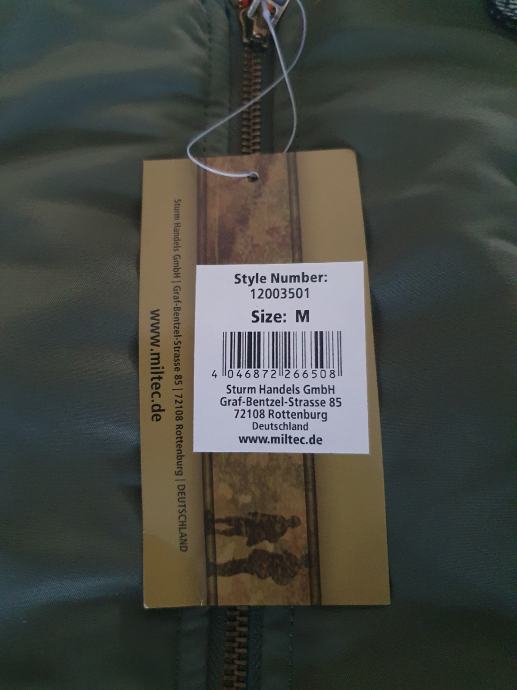 Style Number:
12003501
Size: M
4 046872 266508
Sturm Handels GmbH
Graf-Bentzel-Strasse 85
72108 Rottenburg
Deutschland
www.miltec.de
Sturm Handels GmbH | Graf-Bentzel-Strasse 85 | 72108 Rottenburg | DEUTSCHLAND
www.miltec.de